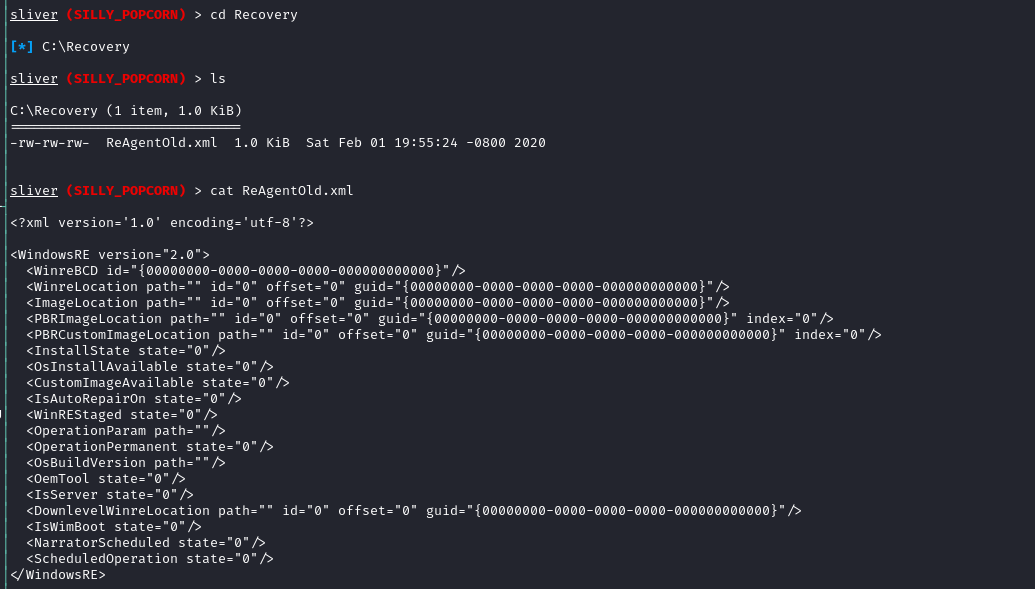 sliver (SILLY_POPCORN) > cd Recovery
[*] C:\Recovery
sliver (SILLY_POPCORN) > ls
C:\Recovery (1 item, 1.0 KiB)
=============================
-rw-rw-rw-  ReAgentOld.xml  1.0 KiB  Sat Feb 01 19:55:24 -0800 2020
sliver (SILLY_POPCORN) > cat ReAgentOld.xml
<?xml version='1.0' encoding='utf-8'?>
<WindowsRE version="2.0">
  <WinreBCD id="{00000000-0000-0000-0000-000000000000}"/>
  <WinreLocation path="" id="0" offset="0" guid="{00000000-0000-0000-0000-000000000000}"/>
  <ImageLocation path="" id="0" offset="0" guid="{00000000-0000-0000-0000-000000000000}"/>
  <PBRImageLocation path="" id="0" offset="0" guid="{00000000-0000-0000-0000-000000000000}" index="0"/>
  <PBRCustomImageLocation path="" id="0" offset="0" guid="{00000000-0000-0000-0000-000000000000}" index="0"/>
  <InstallState state="0"/>
  <OsInstallAvailable state="0"/>
  <CustomImageAvailable state="0"/>
  <IsAutoRepairOn state="0"/>
  <WinREStaged state="0"/>
  <OperationParam path=""/>
  <OperationPermanent state="0"/>
  <OsBuildVersion path=""/>
  <OemTool state="0"/>
  <IsServer state="0"/>
  <DownlevelWinreLocation path="" id="0" offset="0" guid="{00000000-0000-0000-0000-000000000000}"/>
  <IsWimBoot state="0"/>
  <NarratorScheduled state="0"/>
  <ScheduledOperation state="0"/>
</WindowsRE>